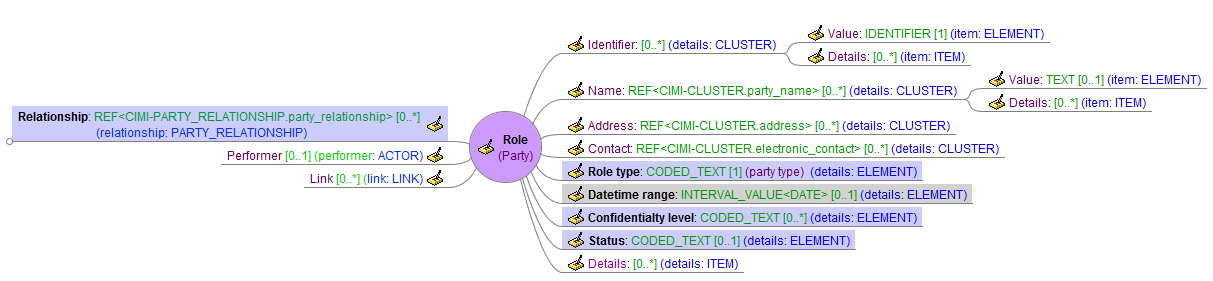 Relationship: REF<CIMI-PARTY_RELATIONSHIP.party_relationship> [0..*]
(relationship: PARTY_RELATIONSHIP)
Performer [0..1] (performer: ACTOR)
Link [0..*] (link: LINK)
Role
(Party)
Identifier: [0..*] (details: CLUSTER)
Value: IDENTIFIER [1] (item: ELEMENT)
Details: [0..*] (item: ITEM)
Name: REF<CIMI-CLUSTER.party_name> [0..*] (details: CLUSTER)
Value: TEXT [0..1] (item: ELEMENT)
Details: [0..*] (item: ITEM)
Address: REF<CIMI-CLUSTER.address> [0..*] (details: CLUSTER)
Contact: REF<CIMI-CLUSTER.electronic_contact> [0..*] (details: CLUSTER)
Role type: CODED_TEXT [1] (party type) (details: ELEMENT)
Datetime range: INTERVAL_VALUE<DATE> [0..1] (details: ELEMENT)
Confidentialty level: CODED_TEXT [0..*] (details: ELEMENT)
Status: CODED_TEXT [0..1] (details: ELEMENT)
Details: [0..*] (details: ITEM)